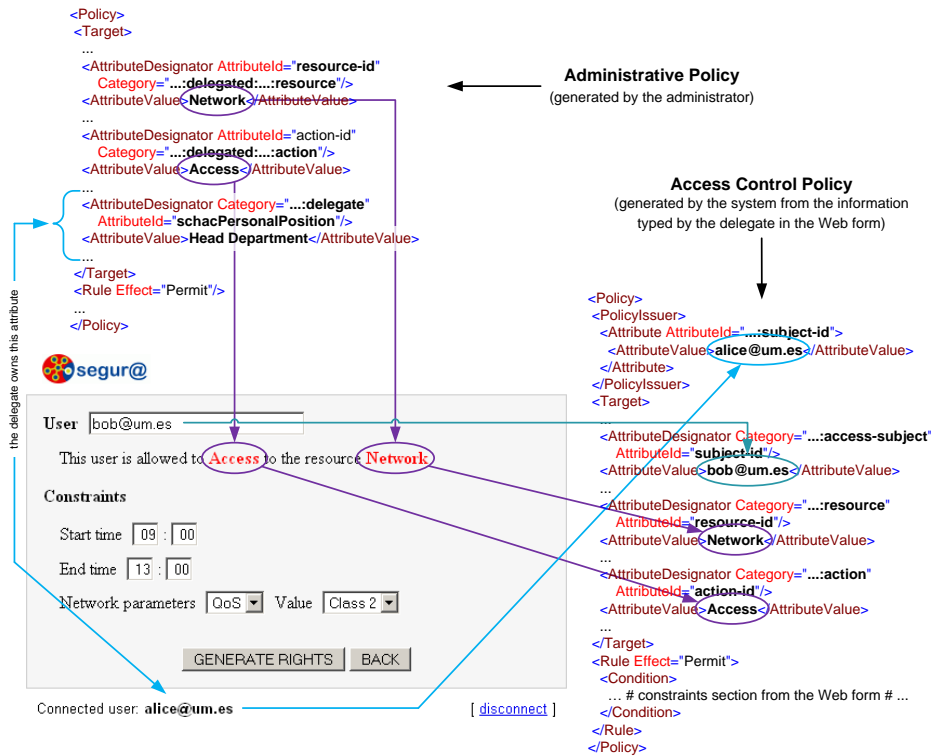 <Policy>
<Target>
...
<AttributeDesignator AttributeId="resource-id"
Category="...:delegated:...:resource"/>
<AttributeValue>Network</AttributeValue>
...
<AttributeDesignator AttributeId="action-id"
Category="...:delegated:...:action"/>
<AttributeValue>Access</AttributeValue>
...
<AttributeDesignator Category="...:delegate"
AttributeId="schacPersonalPosition"/>
<AttributeValue>Head Department</AttributeValue>
...
</Target>
<Rule Effect="Permit"/>
...
</Policy>
Administrative Policy
(generated by the administrator)
Access Control Policy
(generated by the system from the information
typed by the delegate in the Web form)
the delegate owns this attribute
segur@
User bob@um.es
This user is allowed to Access to the resource Network
Constraints
Start time 09 : 00
End time 13 : 00
Network parameters QoS Value Class 2
GENERATE RIGHTS BACK
Connected user: alice@um.es [ disconnect ]
<Policy>
<PolicyIssuer>
<Attribute AttributeId="...:subject-id">
<AttributeValue>alice@um.es</AttributeValue>
</Attribute>
</PolicyIssuer>
<Target>
...
<AttributeDesignator Category="...:access-subject"
AttributeId="subject-id"/>
<AttributeValue>bob@um.es</AttributeValue>
...
<AttributeDesignator Category="...:resource"
AttributeId="resource-id"/>
<AttributeValue>Network</AttributeValue>
...
<AttributeDesignator Category="...:action"
AttributeId="action-id"/>
<AttributeValue>Access</AttributeValue>
...
</Target>
<Rule Effect="Permit">
<Condition>
... # constraints section from the Web form # ...
</Condition>
</Rule>
</Policy>